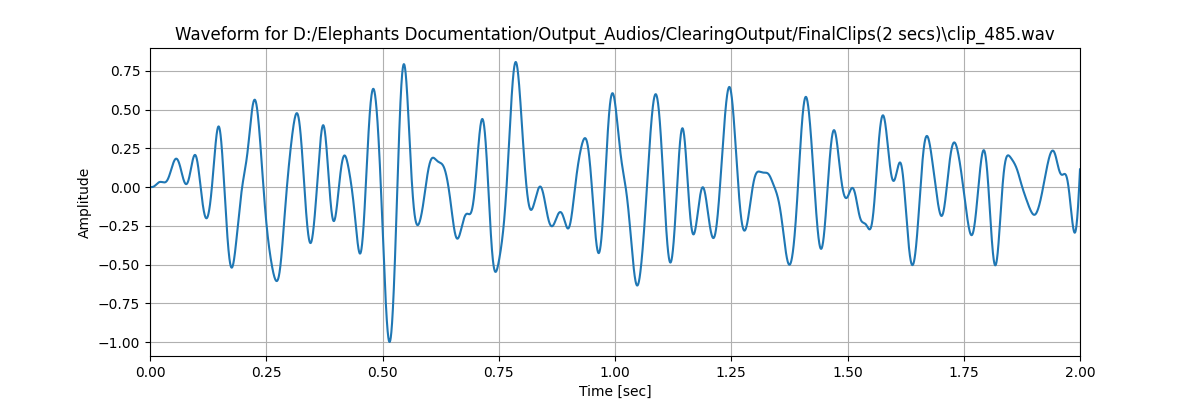 Waveform for D:/Elephants Documentation/Output_Audios/ClearingOutput/FinalClips(2 secs)\clip_485.wav
Amplitude
0.75
0.50
0.25
0.00
−0.25
−0.50
−0.75
−1.00
0.00 0.25 0.50 0.75 1.00 1.25 1.50 1.75 2.00
Time [sec]